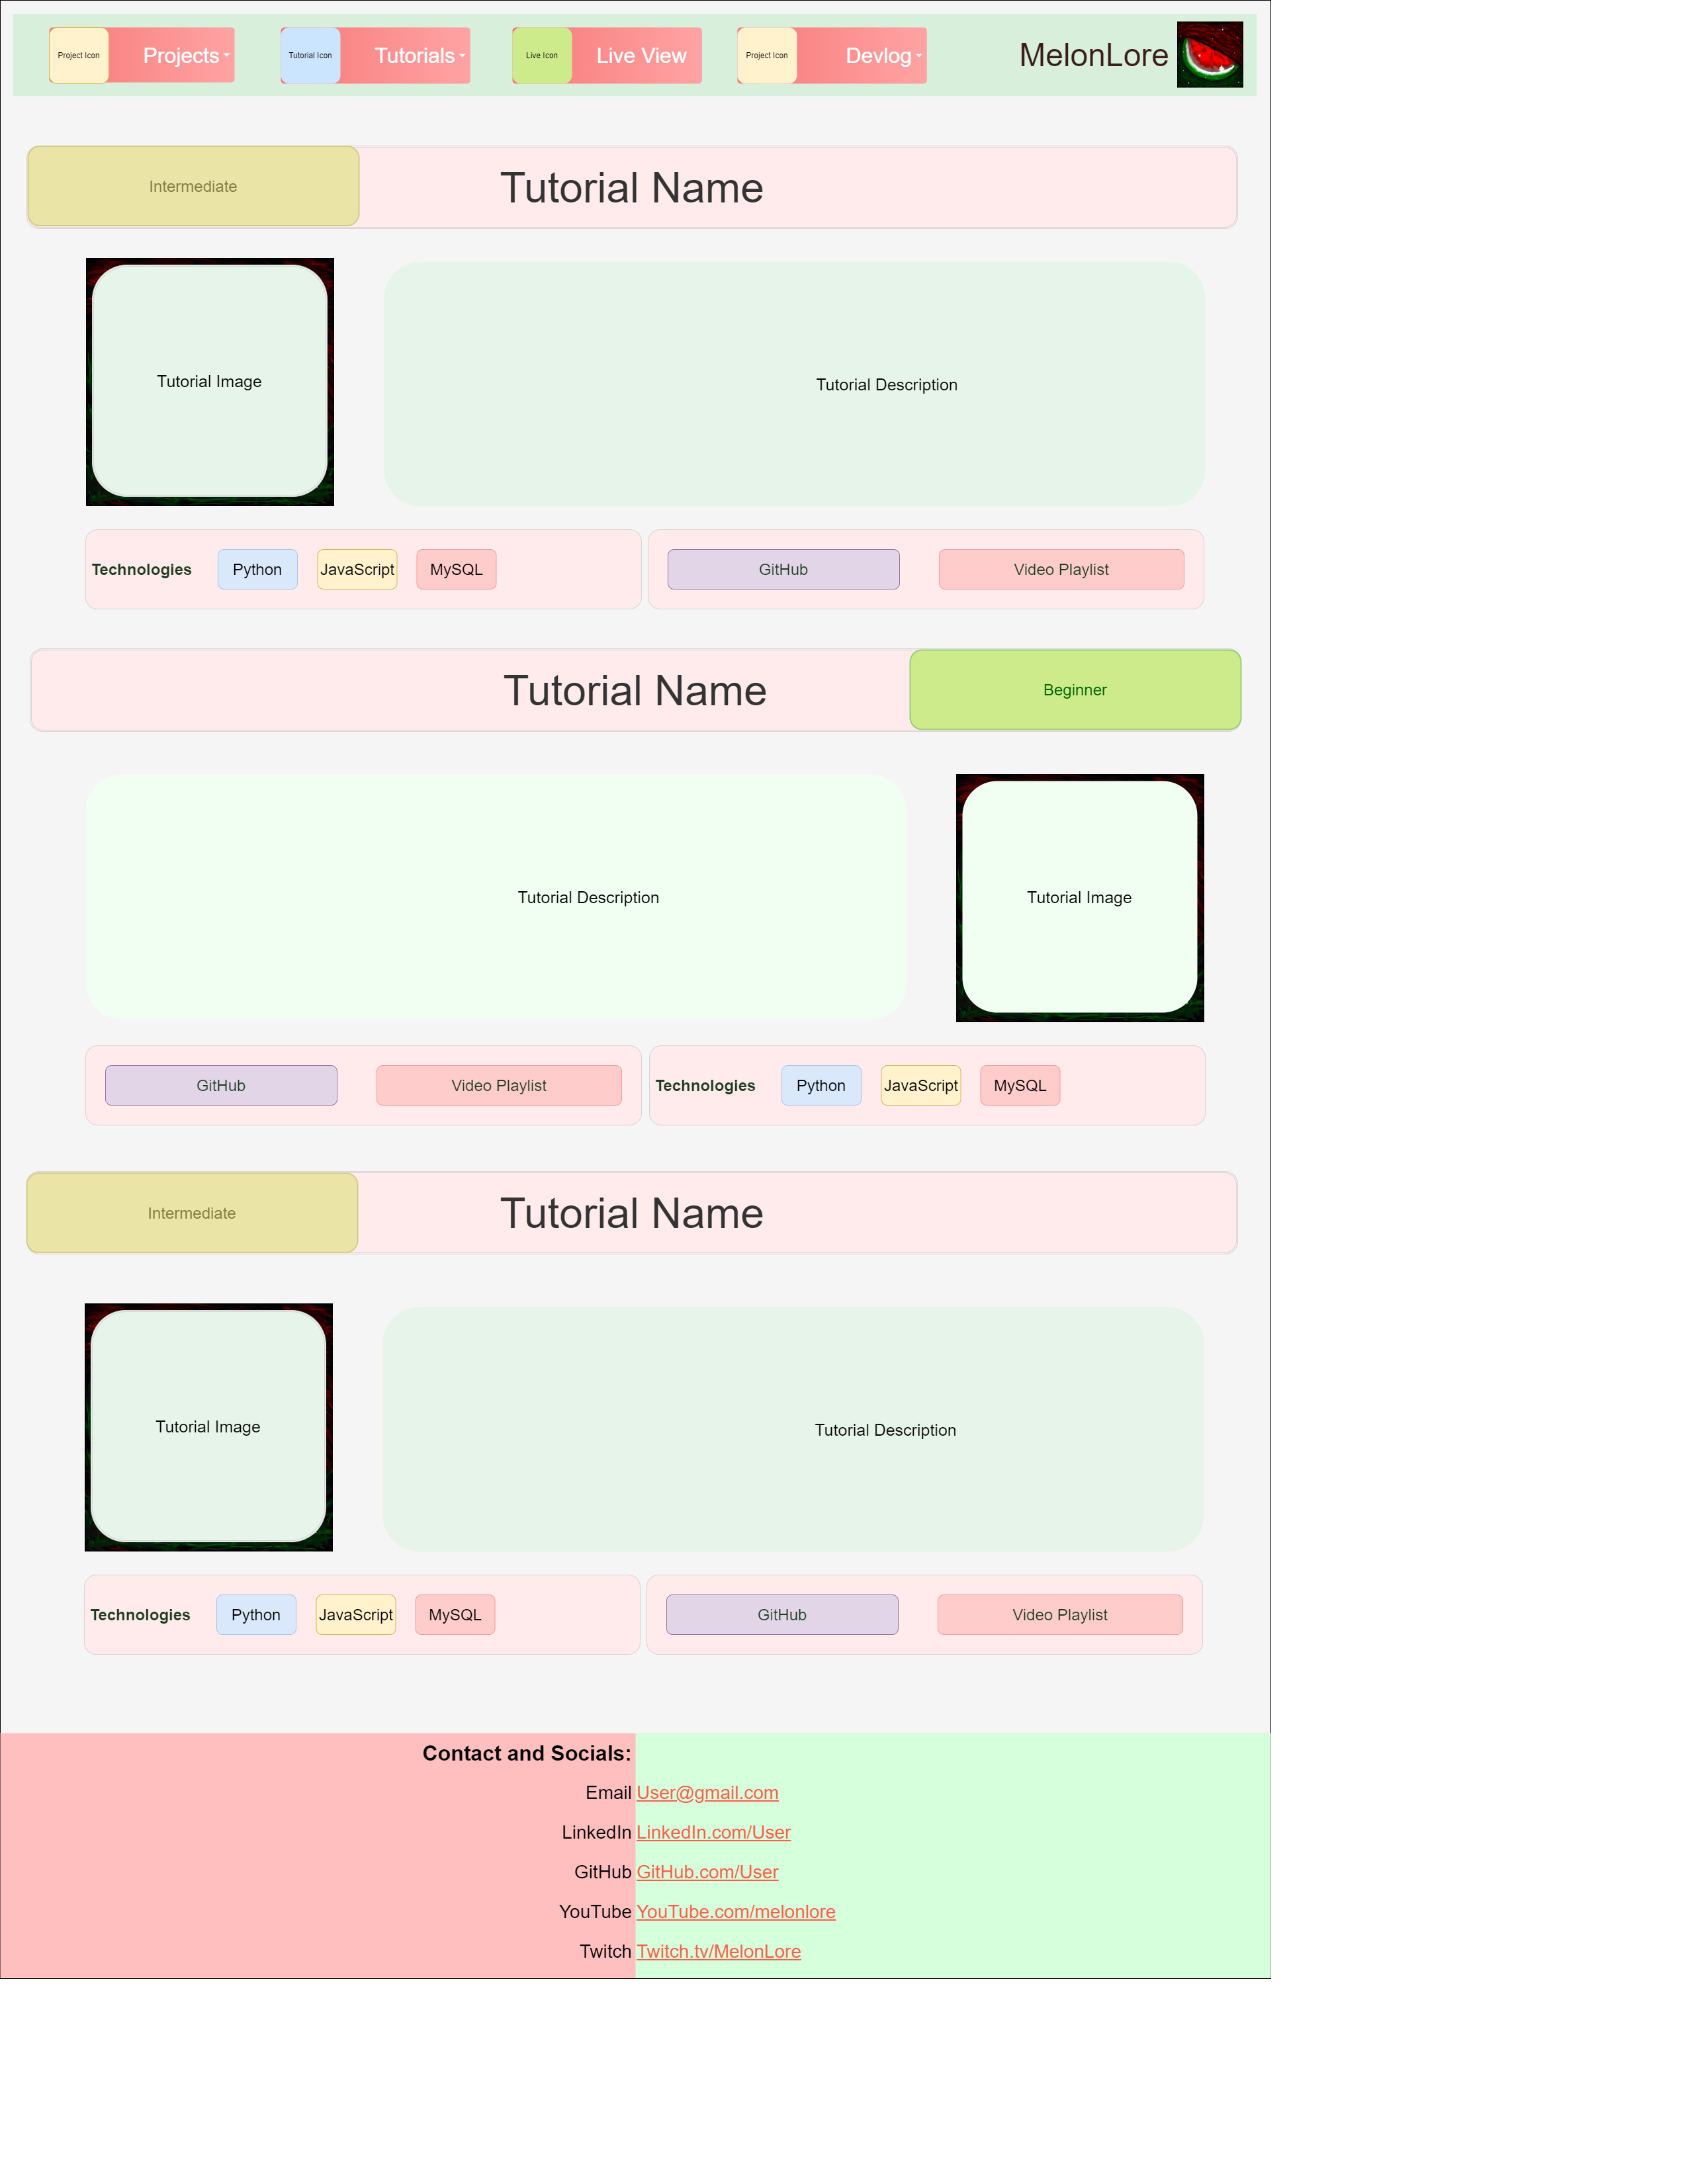 Project Icon
Projects
Tutorial Icon
Tutorials
Live Icon
Live View
Project Icon
Devlog
MelonLore
Intermediate
Tutorial Name
Tutorial Image
Tutorial Description
Technologies
Python
JavaScript
MySQL
GitHub
Video Playlist
Tutorial Name
Beginner
Tutorial Description
Tutorial Image
GitHub
Video Playlist
Technologies
Python
JavaScript
MySQL
Intermediate
Tutorial Name
Tutorial Image
Tutorial Description
Technologies
Python
JavaScript
MySQL
GitHub
Video Playlist
Contact and Socials:
Email User@gmail.com
LinkedIn LinkedIn.com/User
GitHub GitHub.com/User
YouTube YouTube.com/melonlore
Twitch Twitch.tv/MelonLore